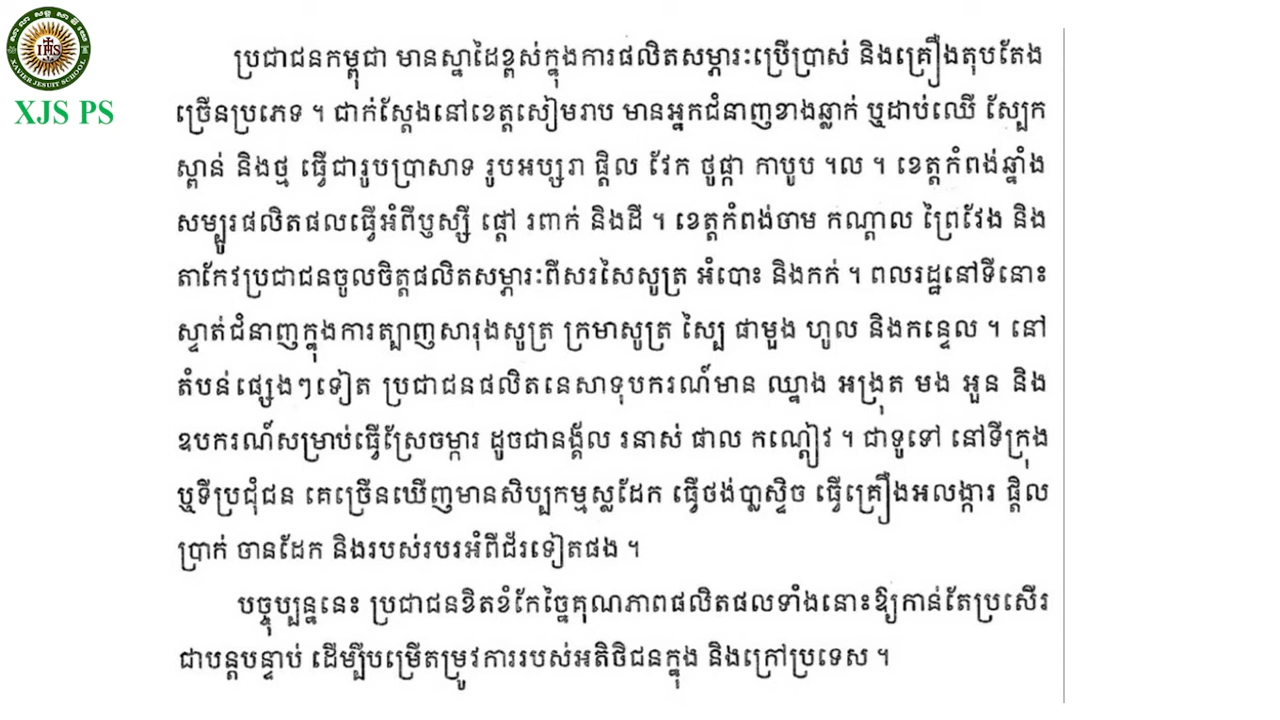 សាលា សន្ត សាវីយេ
IHS
XAVIER JESUIT SCHOOL
XJS PS
ប្រជាជនកម្ពុជា មានស្នាដៃខ្ពស់ក្នុងការផលិតសម្ភារៈប្រើប្រាស់ និងគ្រឿងតុបតែង
ច្រើនប្រភេទ ។ ជាក់ស្តែងនៅខេត្តសៀមរាប មានអ្នកជំនាញខាងឆ្លាក់ ឬដាប់ឈើ ស្បែក
ស្ពាន់ និងថ្ម ធ្វើជារូបប្រាសាទ រូបអប្សរា ផ្តិល វែក ថូផ្កា កាបូប ។ល ។ ខេត្តកំពង់ឆ្នាំង
សម្បូរផលិតផលធ្វើអំពីឫស្សី ផ្តៅ រពាក់ និងដី ។ ខេត្តកំពង់ចាម កណ្តាល ព្រៃវែង និង
តាកែវប្រជាជនចូលចិត្តផលិតសម្ភារៈពីសរសៃសូត្រ អំបោះ និងកក់ ។ ពលរដ្ឋនៅទីនោះ
ស្ទាត់ជំនាញក្នុងការត្បាញសារុងសូត្រ ក្រមាសូត្រ ស្បៃ ផាមួង ហូល និងកន្ទេល ។ នៅ
តំបន់ផ្សេងៗទៀត ប្រជាជនផលិតនេសាទុបករណ៍មាន ឈ្នាង អង្រុត មង អួន និង
ឧបករណ៍សម្រាប់ធ្វើស្រែចម្ការ ដូចជានង្គ័ល រនាស់ ផាល កណ្តៀវ ។ ជាទូទៅ នៅទីក្រុង
ឬទីប្រជុំជន គេច្រើនឃើញមានសិប្បកម្មស្លដែក ធ្វើថង់បា្លស្ទិច ធ្វើគ្រឿងអលង្ការ ផ្តិល
ប្រាក់ ចានដែក និងរបស់របរអំពីជ័រទៀតផង ។
បច្ចុប្បន្ននេះ ប្រជាជនខិតខំកែច្នៃគុណភាពផលិតផលទាំងនោះឱ្យកាន់តែប្រសើរ
ជាបន្តបន្ទាប់ ដើម្បីបម្រើតម្រូវការរបស់អតិថិជនក្នុង និងក្រៅប្រទេស ។